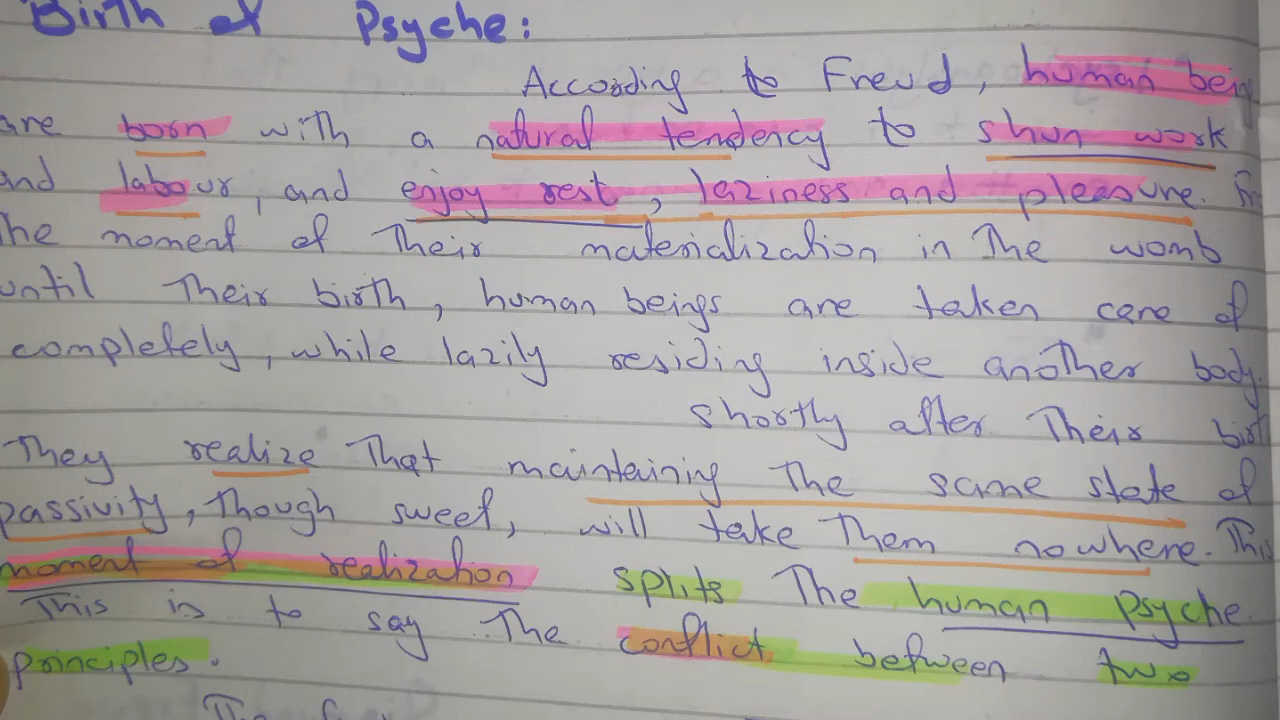 Birth of Psyche:
According to Freud, human being
are born with a natural tendency to shun work
and labour, and enjoy rest, laziness and pleasure.
The moment of Their materialization in The womb
until Their birth, human beings are taken care of
completely, while lazily residing inside another body.
shortly after Their
They realize That maintaining The same state of
passivity, Though sweet, will take Them nowhere. This
moment of realization splits The human psyche.
This is to say The conflict between two
principles.
The